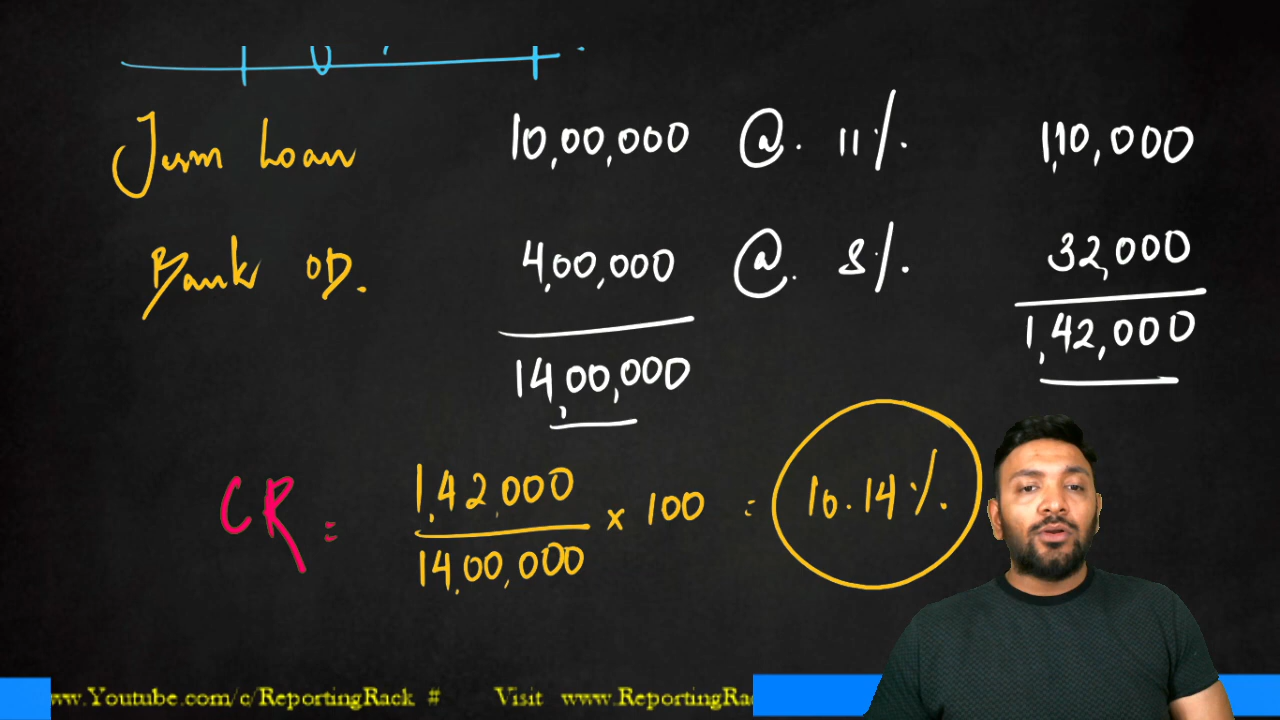 Term Loan 10,00,000 @. 11%. 1,10,000
Bank OD. 4,00,000 @. 8%. 32,000
14,00,000 1,42,000
CR = 1,42,000 / 14,00,000 x 100 = 10.14%.
ww.Youtube.com/c/ReportingRack # Visit www.ReportingRac